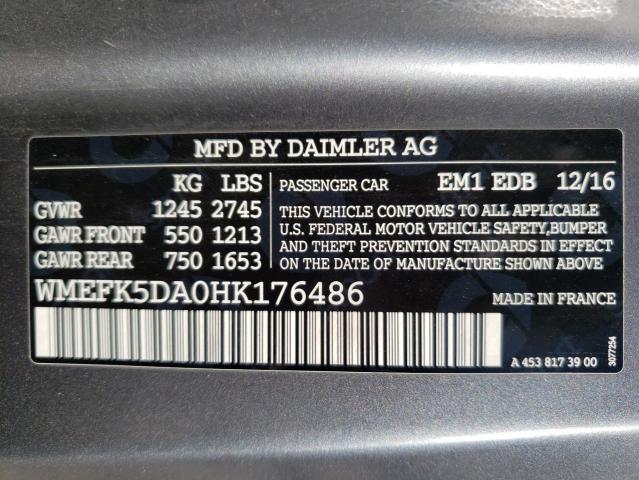 MFD BY DAIMLER AG
KG LBS
GVWR 1245 2745
GAWR FRONT 550 1213
GAWR REAR 750 1653
PASSENGER CAR EM1 EDB 12/16
THIS VEHICLE CONFORMS TO ALL APPLICABLE
U.S. FEDERAL MOTOR VEHICLE SAFETY,BUMPER
AND THEFT PREVENTION STANDARDS IN EFFECT
ON THE DATE OF MANUFACTURE SHOWN ABOVE.
WMEFK5DA0HK176486 MADE IN FRANCE
A 453 817 39 00
3077254